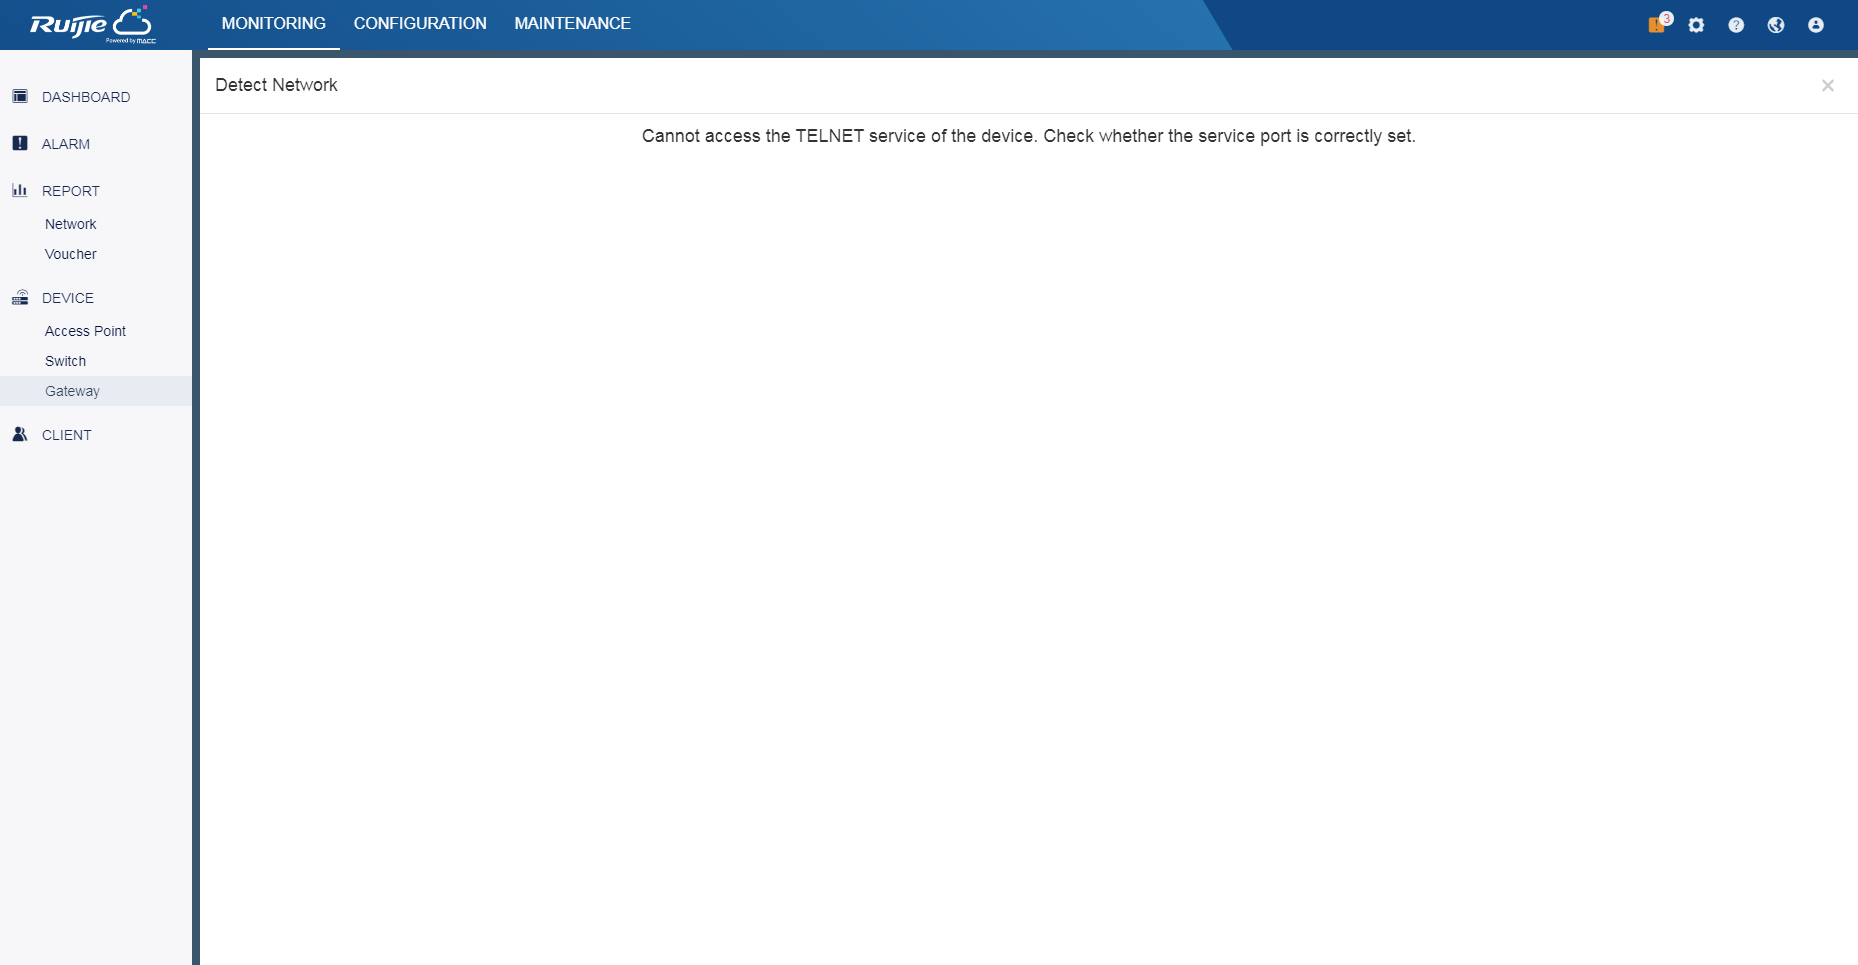 Ruijie
Powered by MACC
MONITORING
CONFIGURATION
MAINTENANCE
3
DASHBOARD
ALARM
REPORT
Network
Voucher
DEVICE
Access Point
Switch
Gateway
CLIENT
Detect Network
Cannot access the TELNET service of the device. Check whether the service port is correctly set.